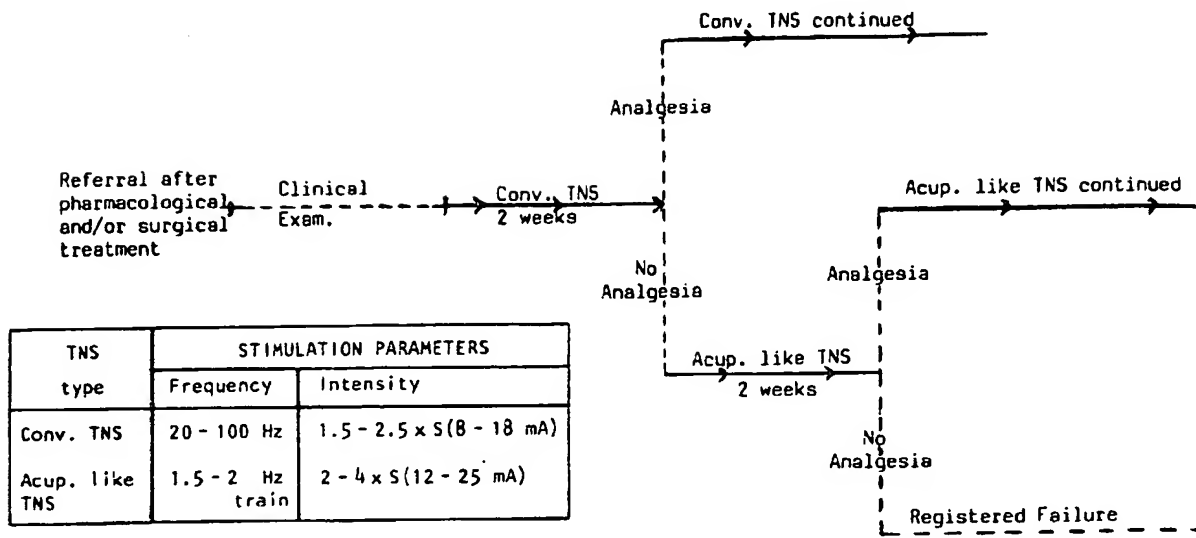 Conv. TNS continued
Analgesia
Referral after
pharmacological
and/or surgical
treatment
Clinical
Exam.
Conv. TNS
2 weeks
Acup. like TNS continued
No
Analgesia
Analgesia
Acup. like TNS
2 weeks
No
Analgesia
Registered Failure
TNS
type
STIMULATION PARAMETERS
Frequency
Intensity
Conv. TNS
20 - 100 Hz
1.5 - 2.5 x S(8 - 18 mA)
Acup. like
TNS
1.5 - 2 Hz
train
2 - 4 x S(12 - 25 mA)